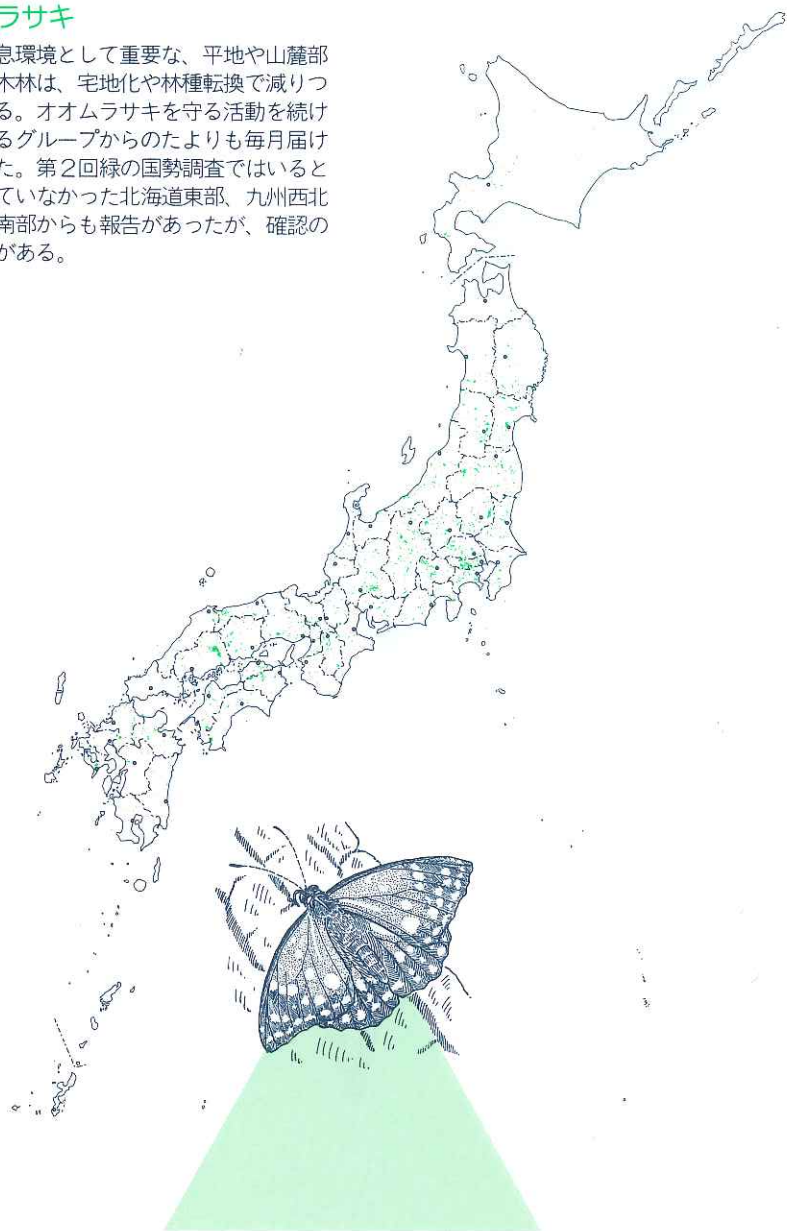 ラサキ
息環境として重要な、平地や山麓部
木林は、宅地化や林種転換で減りつ
る。オオムラサキを守る活動を続け
るグループからのたよりも毎月届け
た。第2回緑の国勢調査ではいると
ていなかった北海道東部、九州西北
南部からも報告があったが、確認の
がある。